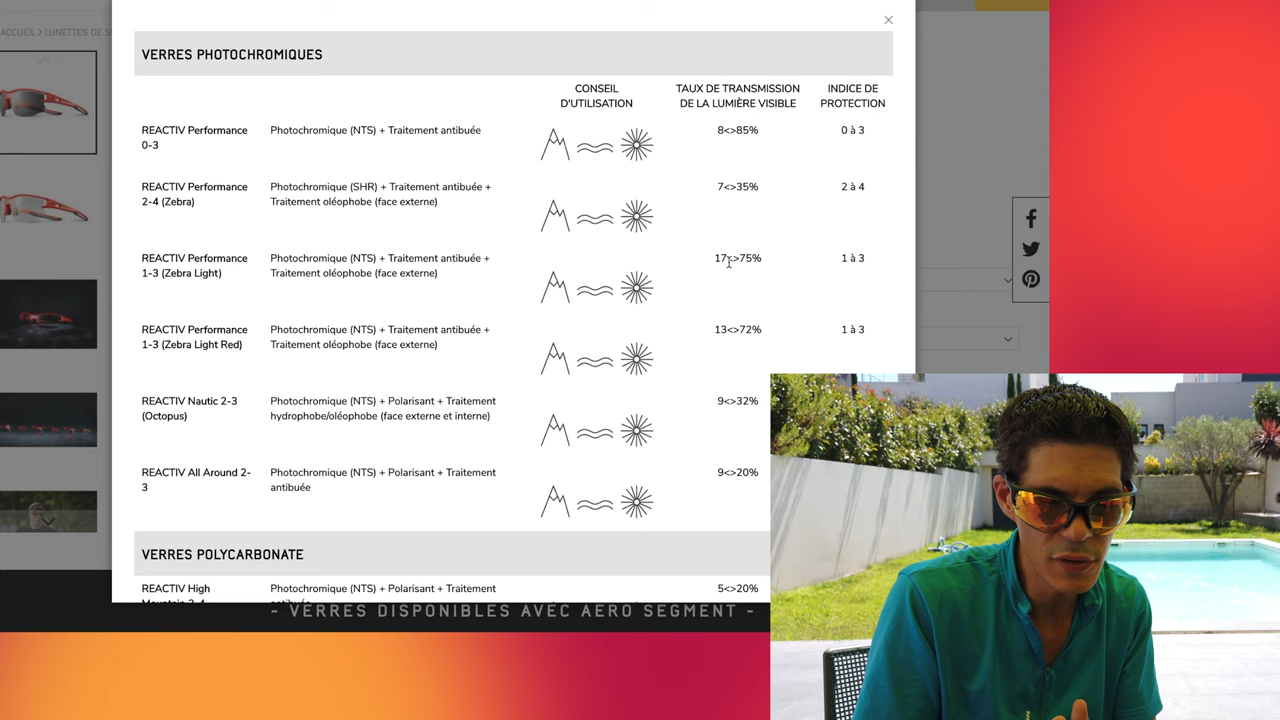 ACCUEIL > LUNETTES DE S
VERRES PHOTOCHROMIQUES
CONSEIL
D'UTILISATION
TAUX DE TRANSMISSION
DE LA LUMIÈRE VISIBLE
INDICE DE
PROTECTION
REACTIV Performance
0-3
Photochromique (NTS) + Traitement antibuée
8<>85%
0 à 3
REACTIV Performance
2-4 (Zebra)
Photochromique (SHR) + Traitement antibuée +
Traitement oléophobe (face externe)
7<>35%
2 à 4
REACTIV Performance
1-3 (Zebra Light)
Photochromique (NTS) + Traitement antibuée +
Traitement oléophobe (face externe)
17<>75%
1 à 3
REACTIV Performance
1-3 (Zebra Light Red)
Photochromique (NTS) + Traitement antibuée +
Traitement oléophobe (face externe)
13<>72%
1 à 3
REACTIV Nautic 2-3
(Octopus)
Photochromique (NTS) + Polarisant + Traitement
hydrophobe/oléophobe (face externe et interne)
9<>32%
REACTIV All Around 2-
3
Photochromique (NTS) + Polarisant + Traitement
antibuée
9<>20%
VERRES POLYCARBONATE
REACTIV High
Photochromique (NTS) + Polarisant + Traitement
5<>20%
- VERRES DISPONIBLES AVEC AERO SEGMENT -